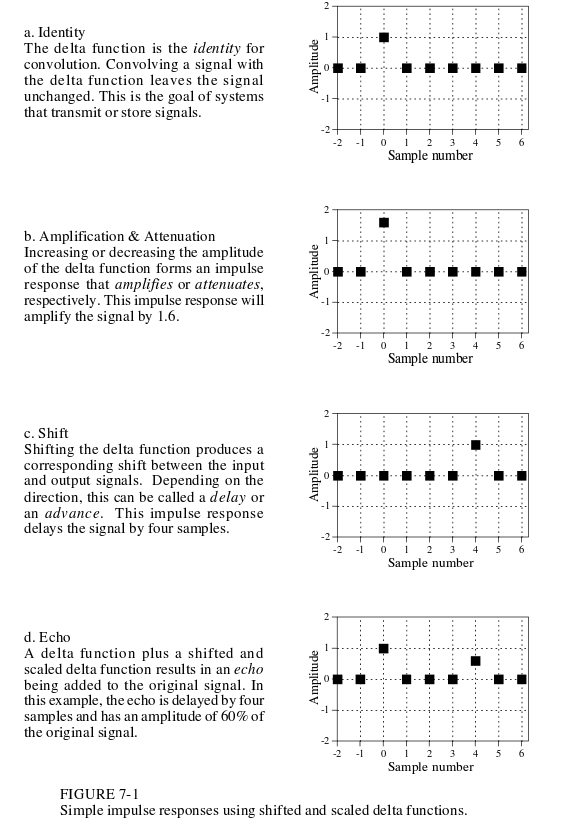 a. Identity
The delta function is the identity for
convolution. Convolving a signal with
the delta function leaves the signal
unchanged. This is the goal of systems
that transmit or store signals.
2
1
0
-1
-2
Amplitude
-2 -1 0 1 2 3 4 5 6
Sample number
b. Amplification & Attenuation
Increasing or decreasing the amplitude
of the delta function forms an impulse
response that amplifies or attenuates,
respectively. This impulse response will
amplify the signal by 1.6.
2
1
0
-1
-2
Amplitude
-2 -1 0 1 2 3 4 5 6
Sample number
c. Shift
Shifting the delta function produces a
corresponding shift between the input
and output signals. Depending on the
direction, this can be called a delay or
an advance. This impulse response
delays the signal by four samples.
2
1
0
-1
-2
Amplitude
-2 -1 0 1 2 3 4 5 6
Sample number
d. Echo
A delta function plus a shifted and
scaled delta function results in an echo
being added to the original signal. In
this example, the echo is delayed by four
samples and has an amplitude of 60% of
the original signal.
2
1
0
-1
-2
Amplitude
-2 -1 0 1 2 3 4 5 6
Sample number
FIGURE 7-1
Simple impulse responses using shifted and scaled delta functions.